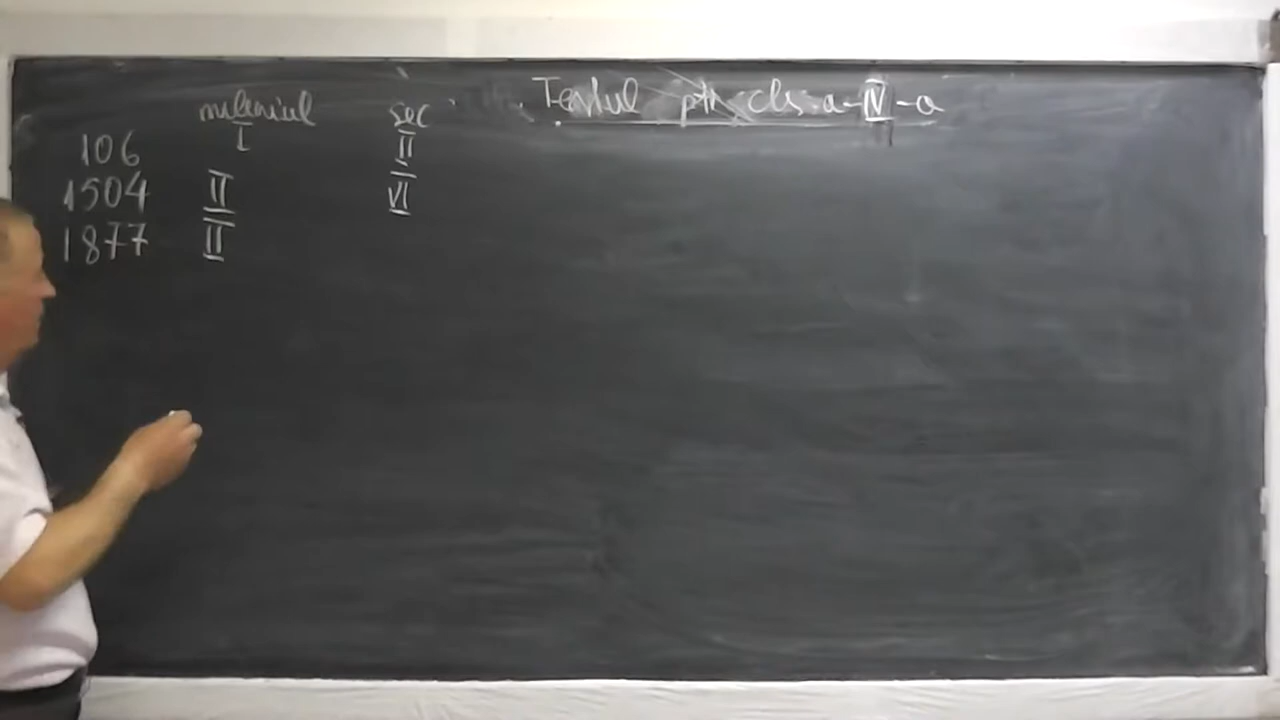 Testul ptr cls. a-IV-a
mileniul sec
106 I II
1504 II VI
1877 II